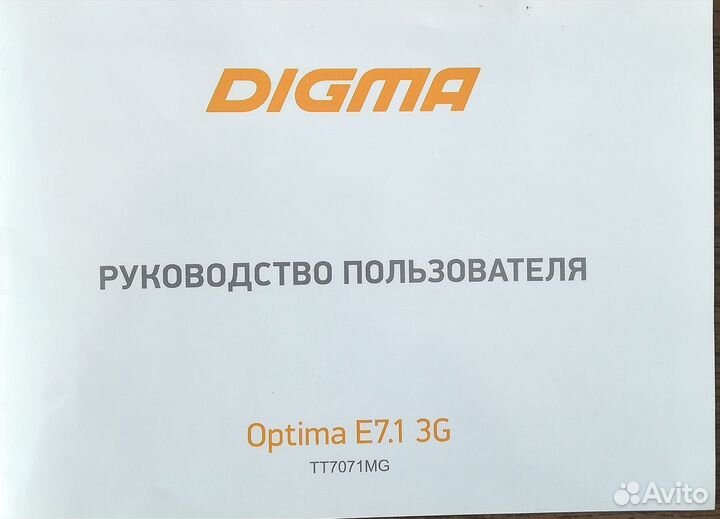 DIGMA
РУКОВОДСТВО ПОЛЬЗОВАТЕЛЯ
Optima E7.1 3G
TT7071MG
Avito